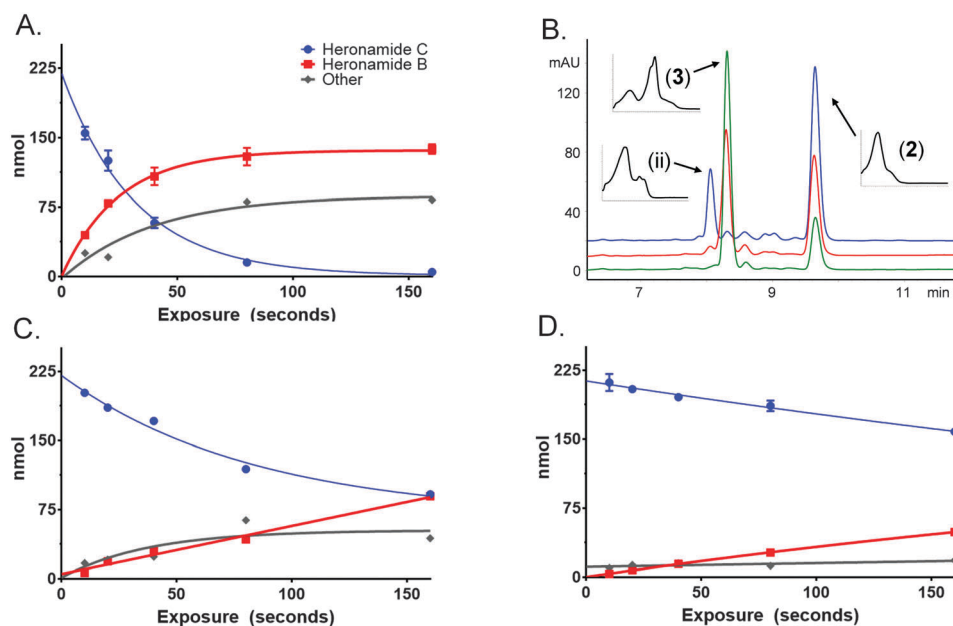 A.
225
150
75
0
nmol
Heronamide C
Heronamide B
Other
0 50 100 150
Exposure (seconds)
B.
mAU
120
80
40
0
(3)
(ii)
(2)
7 9 11 min
C.
225
150
75
0
nmol
0 50 100 150
Exposure (seconds)
D.
225
150
75
0
nmol
0 50 100 150
Exposure (seconds)